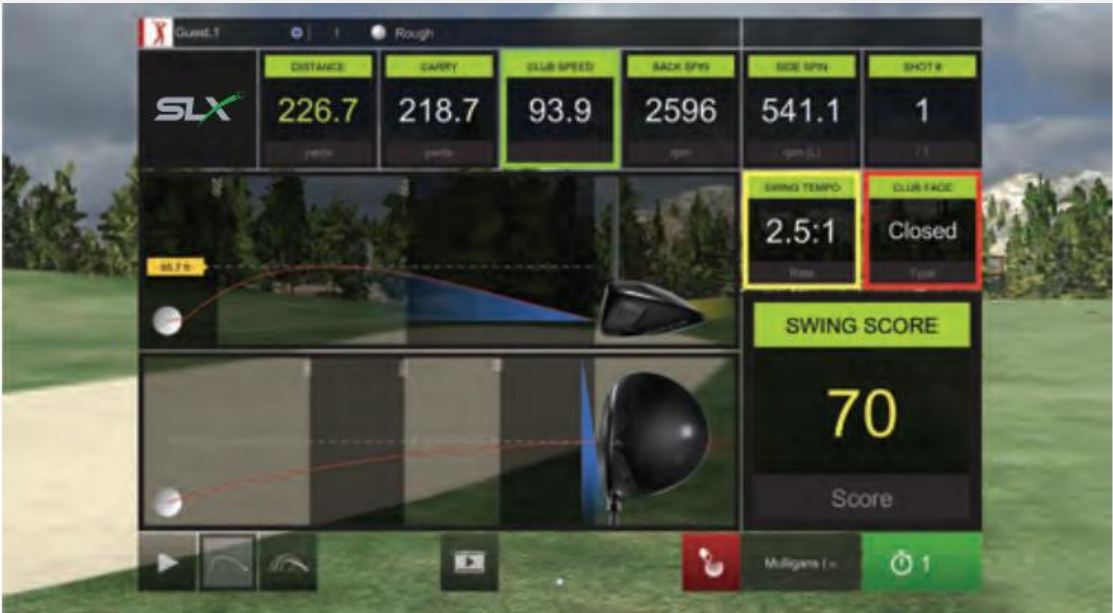 Guest.1 1 Rough
SLX
DISTANCE
226.7
yards
CARRY
218.7
yards
CLUB SPEED
93.9
BACK SPIN
2596
rpm
SIDE SPIN
541.1
rpm (L)
SHOT #
1
/ 1
SWING TEMPO
2.5:1
CLUB FACE
Closed
Type
SWING SCORE
70
Score
Mulligans
1